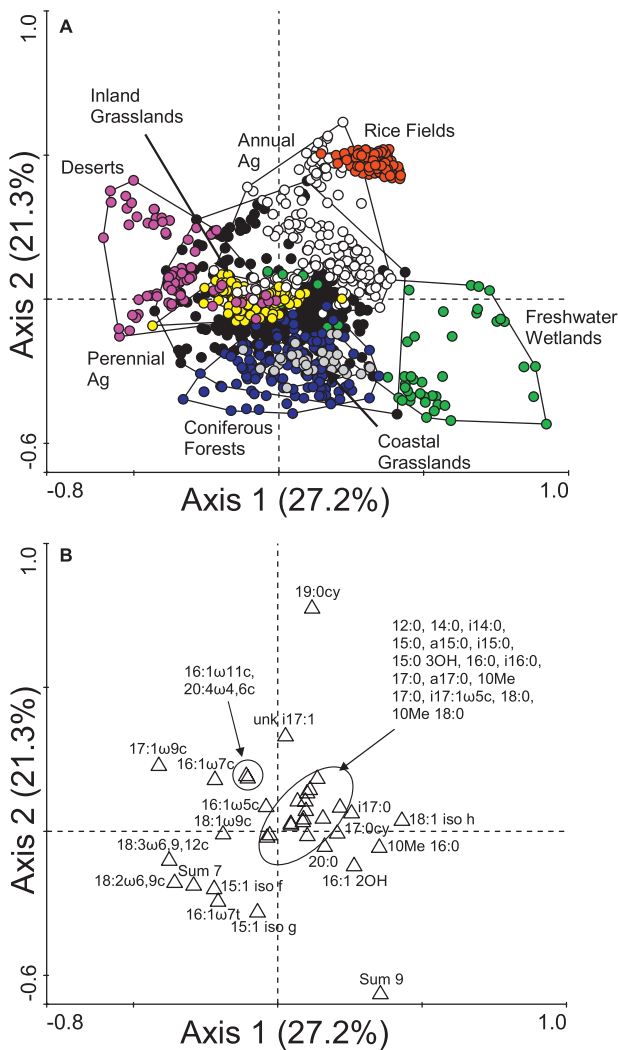 1.0
A
Inland
Grasslands
Annual
Ag
Rice Fields
Deserts
Axis 2 (21.3%)
Freshwater
Wetlands
Perennial
Ag
Coniferous
Forests
Coastal
Grasslands
-0.6
-0.8
Axis 1 (27.2%)
1.0
1.0
B
19:0cy
12:0, 14:0, i14:0,
15:0, a15:0, i15:0,
15:0 3OH, 16:0, i16:0,
17:0, a17:0, 10Me
17:0, i17:1ω5c, 18:0,
10Me 18:0
16:1ω11c,
20:4ω4,6c
unk i17:1
17:1ω9c
16:1ω7c
Axis 2 (21.3%)
16:1ω5c
i17:0
18:1ω9c
17:0cy
18:1 iso h
18:3ω6,9,12c
20:0
10Me 16:0
Sum 7
18:2ω6,9c
15:1 iso f
16:1 2OH
16:1ω7t
15:1 iso g
Sum 9
-0.6
-0.8
Axis 1 (27.2%)
1.0